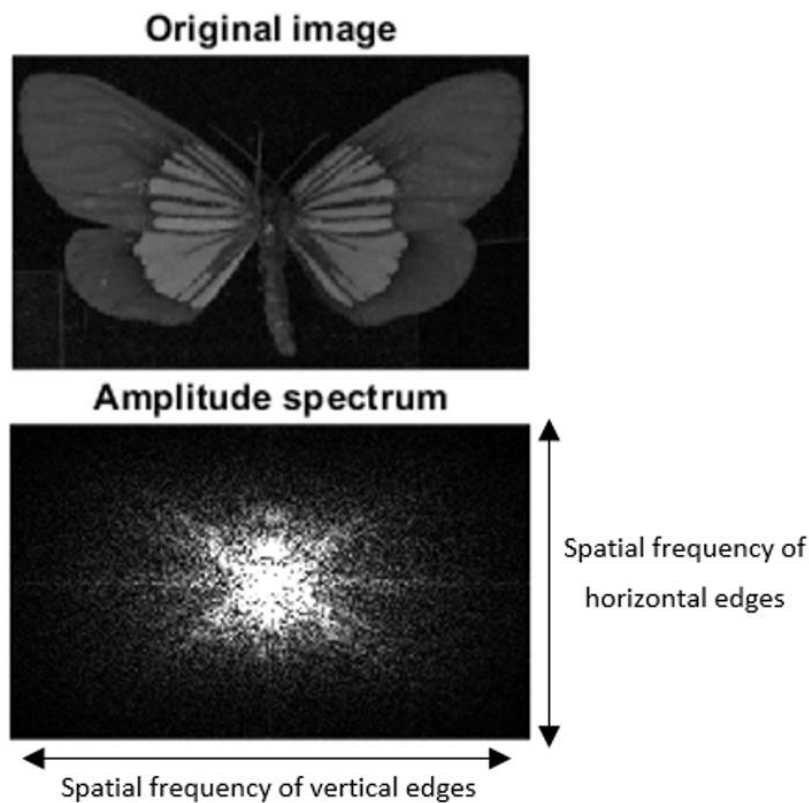 Original image
Amplitude spectrum
Spatial frequency of
horizontal edges
Spatial frequency of vertical edges